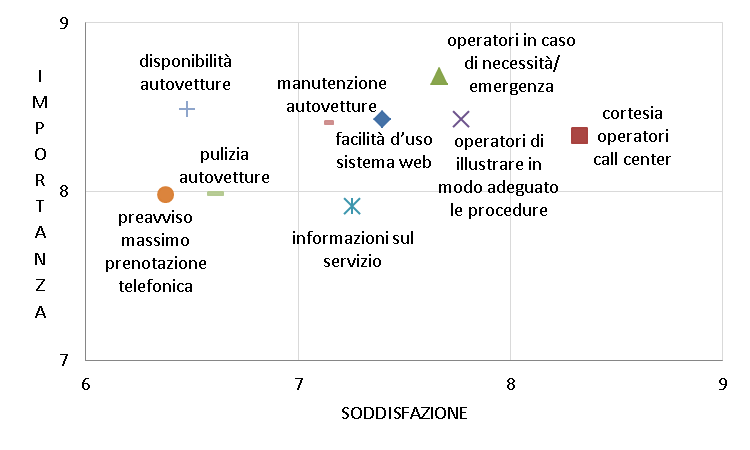 9
8
7
I
M
P
O
R
T
A
N
Z
A
disponibilità
autovetture
manutenzione
autovetture
operatori in caso
di necessità/
emergenza
facilità d'uso
sistema web
operatori di
illustrare in
modo adeguato
le procedure
cortesia
operatori
call center
pulizia
autovetture
preavviso
massimo
prenotazione
telefonica
informazioni sul
servizio
6 7 8 9
SODDISFAZIONE